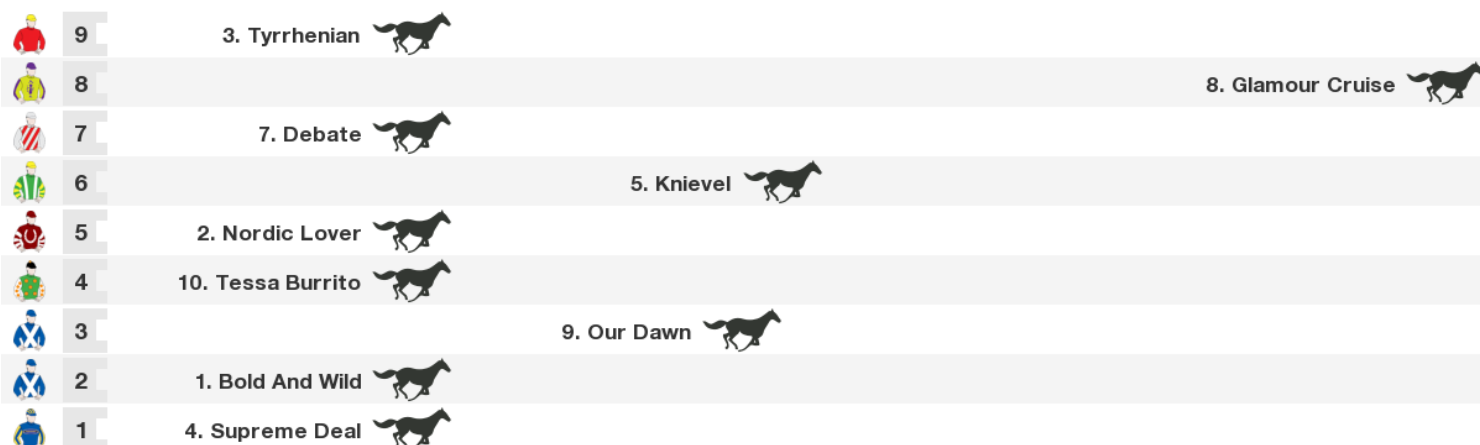 9 3. Tyrrhenian
8 8. Glamour Cruise
7 7. Debate
6 5. Knievel
5 2. Nordic Lover
4 10. Tessa Burrito
3 9. Our Dawn
2 1. Bold And Wild
1 4. Supreme Deal